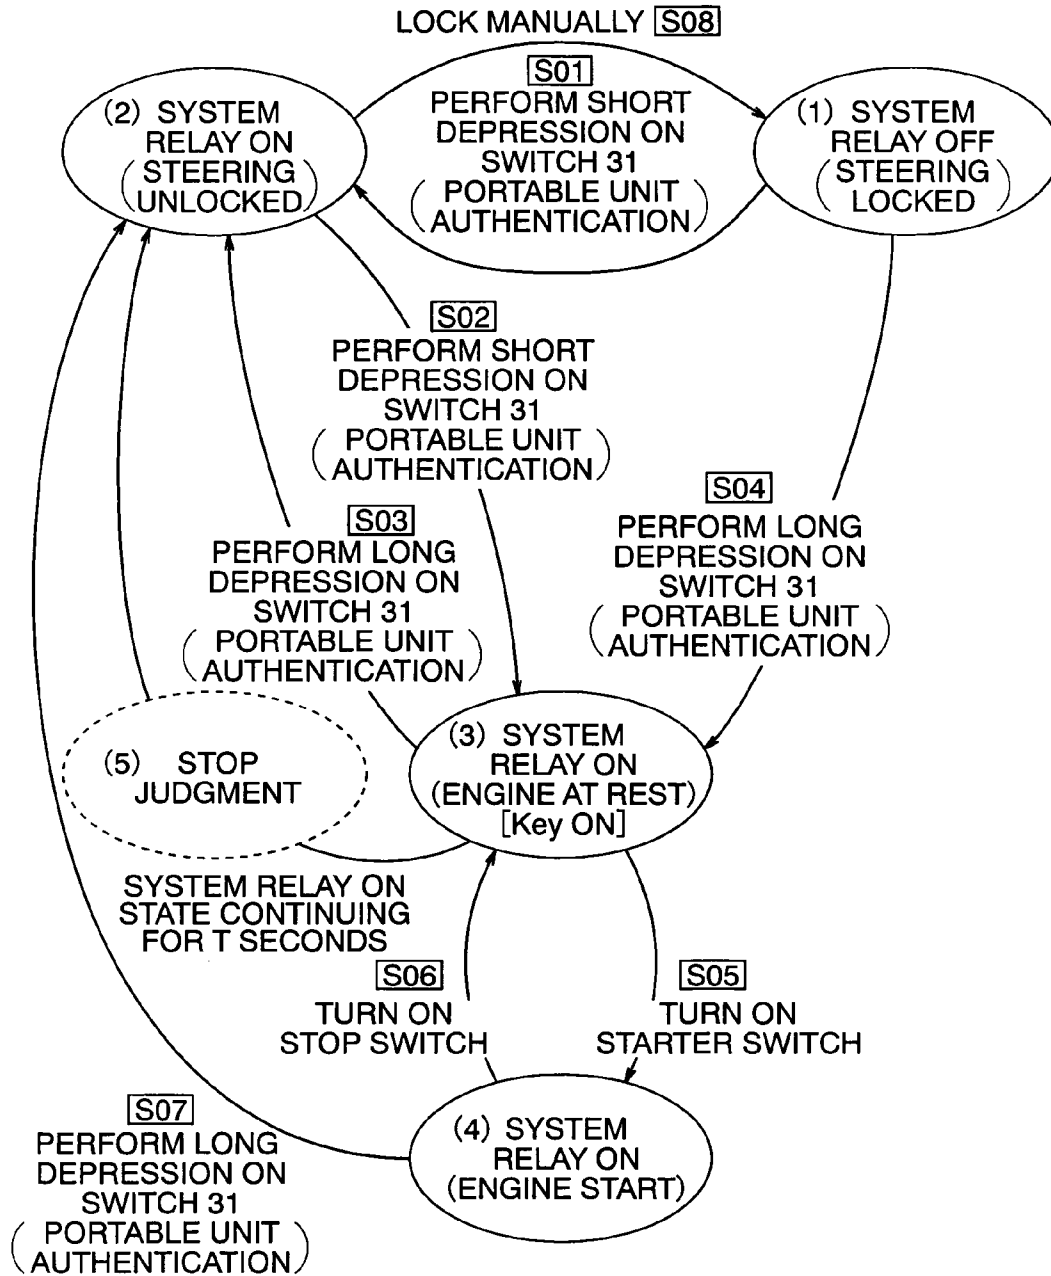 LOCK MANUALLY S08
S01
PERFORM SHORT
DEPRESSION ON
SWITCH 31
(PORTABLE UNIT
AUTHENTICATION)
(2) SYSTEM
RELAY ON
(STEERING
UNLOCKED)
(1) SYSTEM
RELAY OFF
(STEERING
LOCKED)
S02
PERFORM SHORT
DEPRESSION ON
SWITCH 31
(PORTABLE UNIT
AUTHENTICATION)
S04
PERFORM LONG
DEPRESSION ON
SWITCH 31
(PORTABLE UNIT
AUTHENTICATION)
S03
PERFORM LONG
DEPRESSION ON
SWITCH 31
(PORTABLE UNIT
AUTHENTICATION)
(5) STOP
JUDGMENT
(3) SYSTEM
RELAY ON
(ENGINE AT REST)
[Key ON]
SYSTEM RELAY ON
STATE CONTINUING
FOR T SECONDS
S06
TURN ON
STOP SWITCH
S05
TURN ON
STARTER SWITCH
S07
PERFORM LONG
DEPRESSION ON
SWITCH 31
(PORTABLE UNIT
AUTHENTICATION)
(4) SYSTEM
RELAY ON
(ENGINE START)